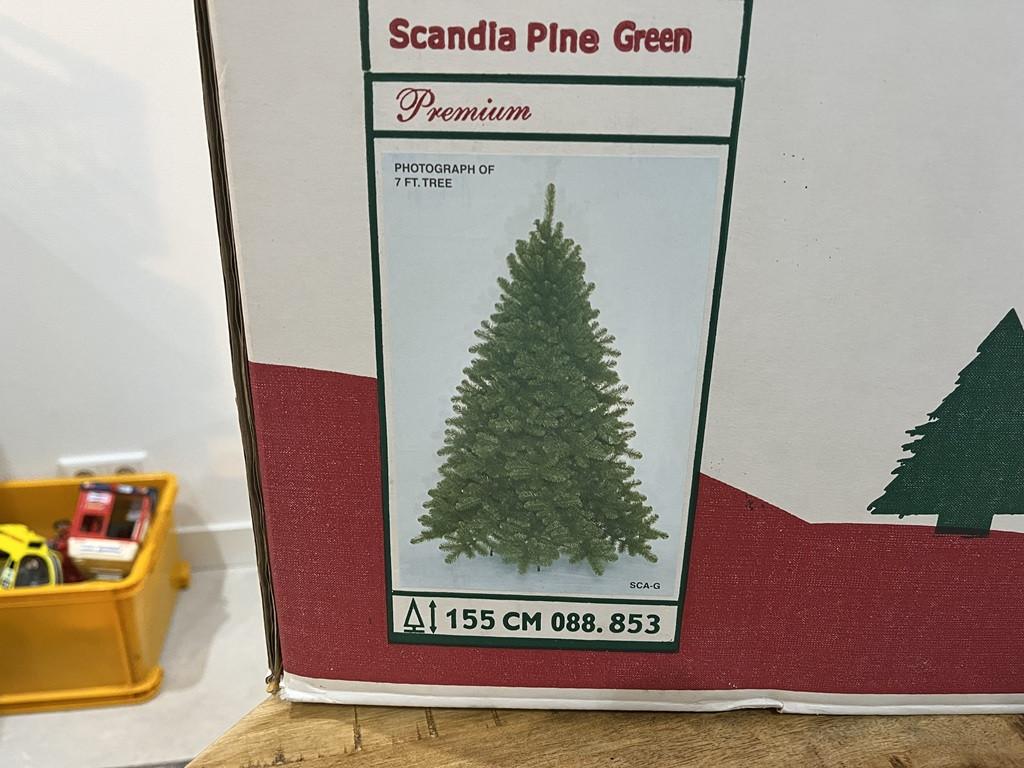 Scandia Pine Green
Premium
PHOTOGRAPH OF
7 FT. TREE
SCA-G
155 CM 088. 853